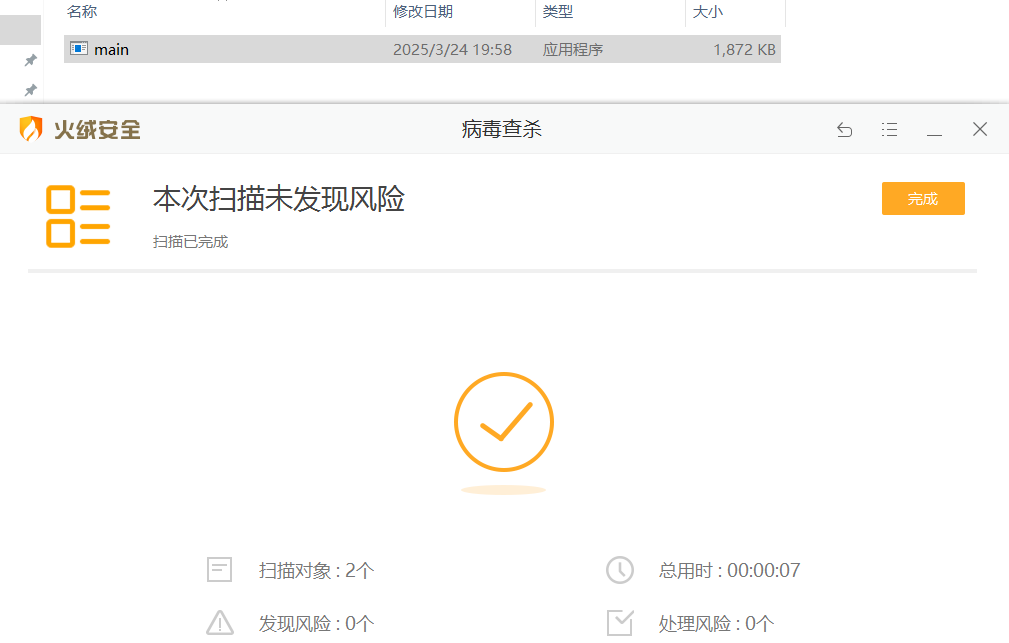 名称 修改日期 类型 大小
main 2025/3/24 19:58 应用程序 1,872 KB
火绒安全 病毒查杀
本次扫描未发现风险 完成
扫描已完成
扫描对象 : 2个 总用时 : 00:00:07
发现风险 : 0个 处理风险 : 0个